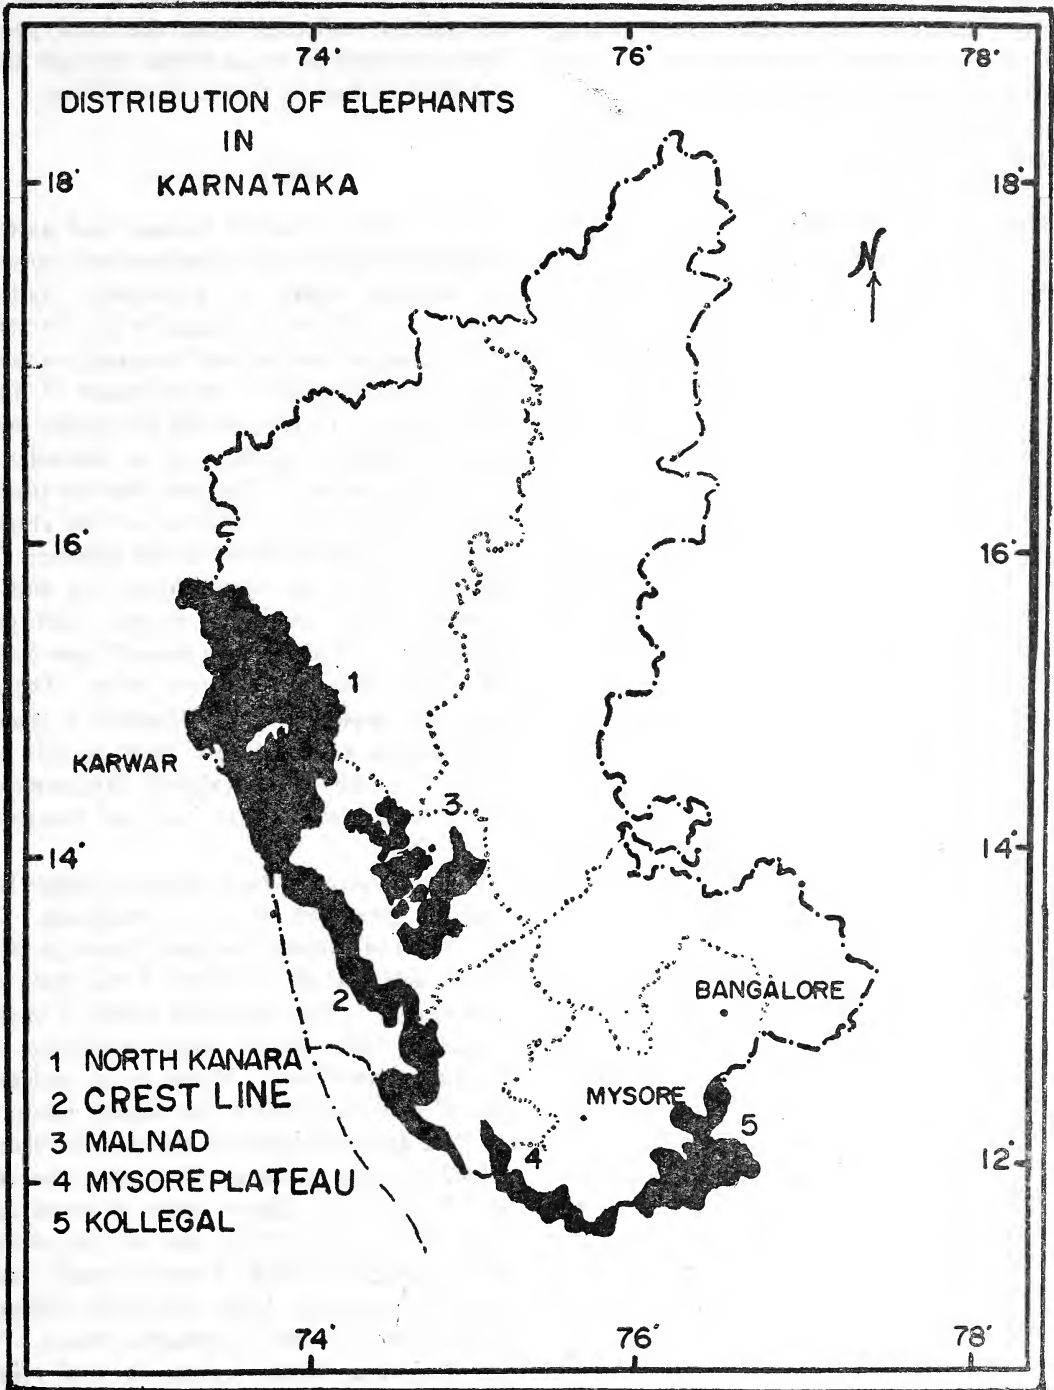 74° 76° 78°
DISTRIBUTION OF ELEPHANTS
IN
KARNATAKA
18° 18°
N
16° 16°
1
KARWAR
3
14° 14°
2
BANGALORE
1 NORTH KANARA
2 CREST LINE
MYSORE
5
3 MALNAD
4
12°
4 MYSORE PLATEAU
5 KOLLEGAL
74° 76° 78°